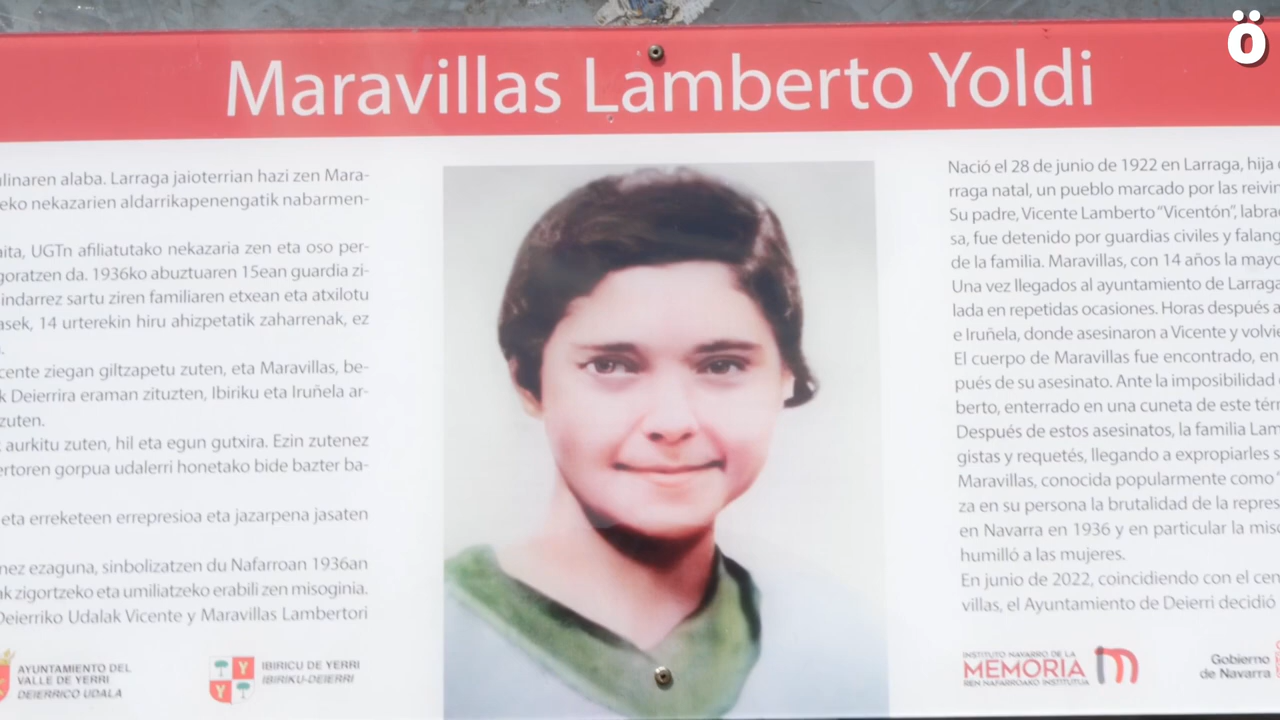 ö
Maravillas Lamberto Yoldi
ulinaren alaba. Larraga jaioterrian hazi zen Mara-
eko nekazarien aldarrikapenengatik nabarmen-
aita, UGTn afiliatutako nekazaria zen eta oso per-
goratzen da. 1936ko abuztuaren 15ean guardia zi-
indarrez sartu ziren familiaren etxean eta atxilotu
asek, 14 urterekin hiru ahizpetatik zaharrenak, ez
cente ziegan giltzapetu zuten, eta Maravillas, be-
k Deierrira eraman zituzten, Ibiriku eta Iruñela ar-
zuten.
aurkitu zuten, hil eta egun gutxira. Ezin zutenez
ertoren gorpua udalerri honetako bide bazter ba-
eta erreketeen errepresioa eta jazarpena jasaten
nez ezaguna, sinbolizatzen du Nafarroan 1936an
ak zigortzeko eta umiliatzeko erabili zen misoginia.
Deierriko Udalak Vicente y Maravillas Lambertori
AYUNTAMIENTO DEL
VALLE DE YERRI
DEIERRICO UDALA
IBIRICU DE YERRI
IBIRIKU-DEIERRI
Nació el 28 de junio de 1922 en Larraga, hija
rraga natal, un pueblo marcado por las reivin
Su padre, Vicente Lamberto “Vicentón”, labra
sa, fue detenido por guardias civiles y falang
de la familia. Maravillas, con 14 años la mayo
Una vez llegados al ayuntamiento de Larraga
lada en repetidas ocasiones. Horas después a
e Iruñela, donde asesinaron a Vicente y volvie
El cuerpo de Maravillas fue encontrado, en
pués de su asesinato. Ante la imposibilidad
berto, enterrado en una cuneta de este tér
Después de estos asesinatos, la familia Lam
gistas y requetés, llegando a expropiarles s
Maravillas, conocida popularmente como
za en su persona la brutalidad de la repres
en Navarra en 1936 y en particular la miso
humilló a las mujeres.
En junio de 2022, coincidiendo con el cen
villas, el Ayuntamiento de Deierri decidió
INSTITUTO NAVARRO DE LA
MEMORIA
REN NAFARROAKO INSTITUTUA
Gobierno
de Navarra